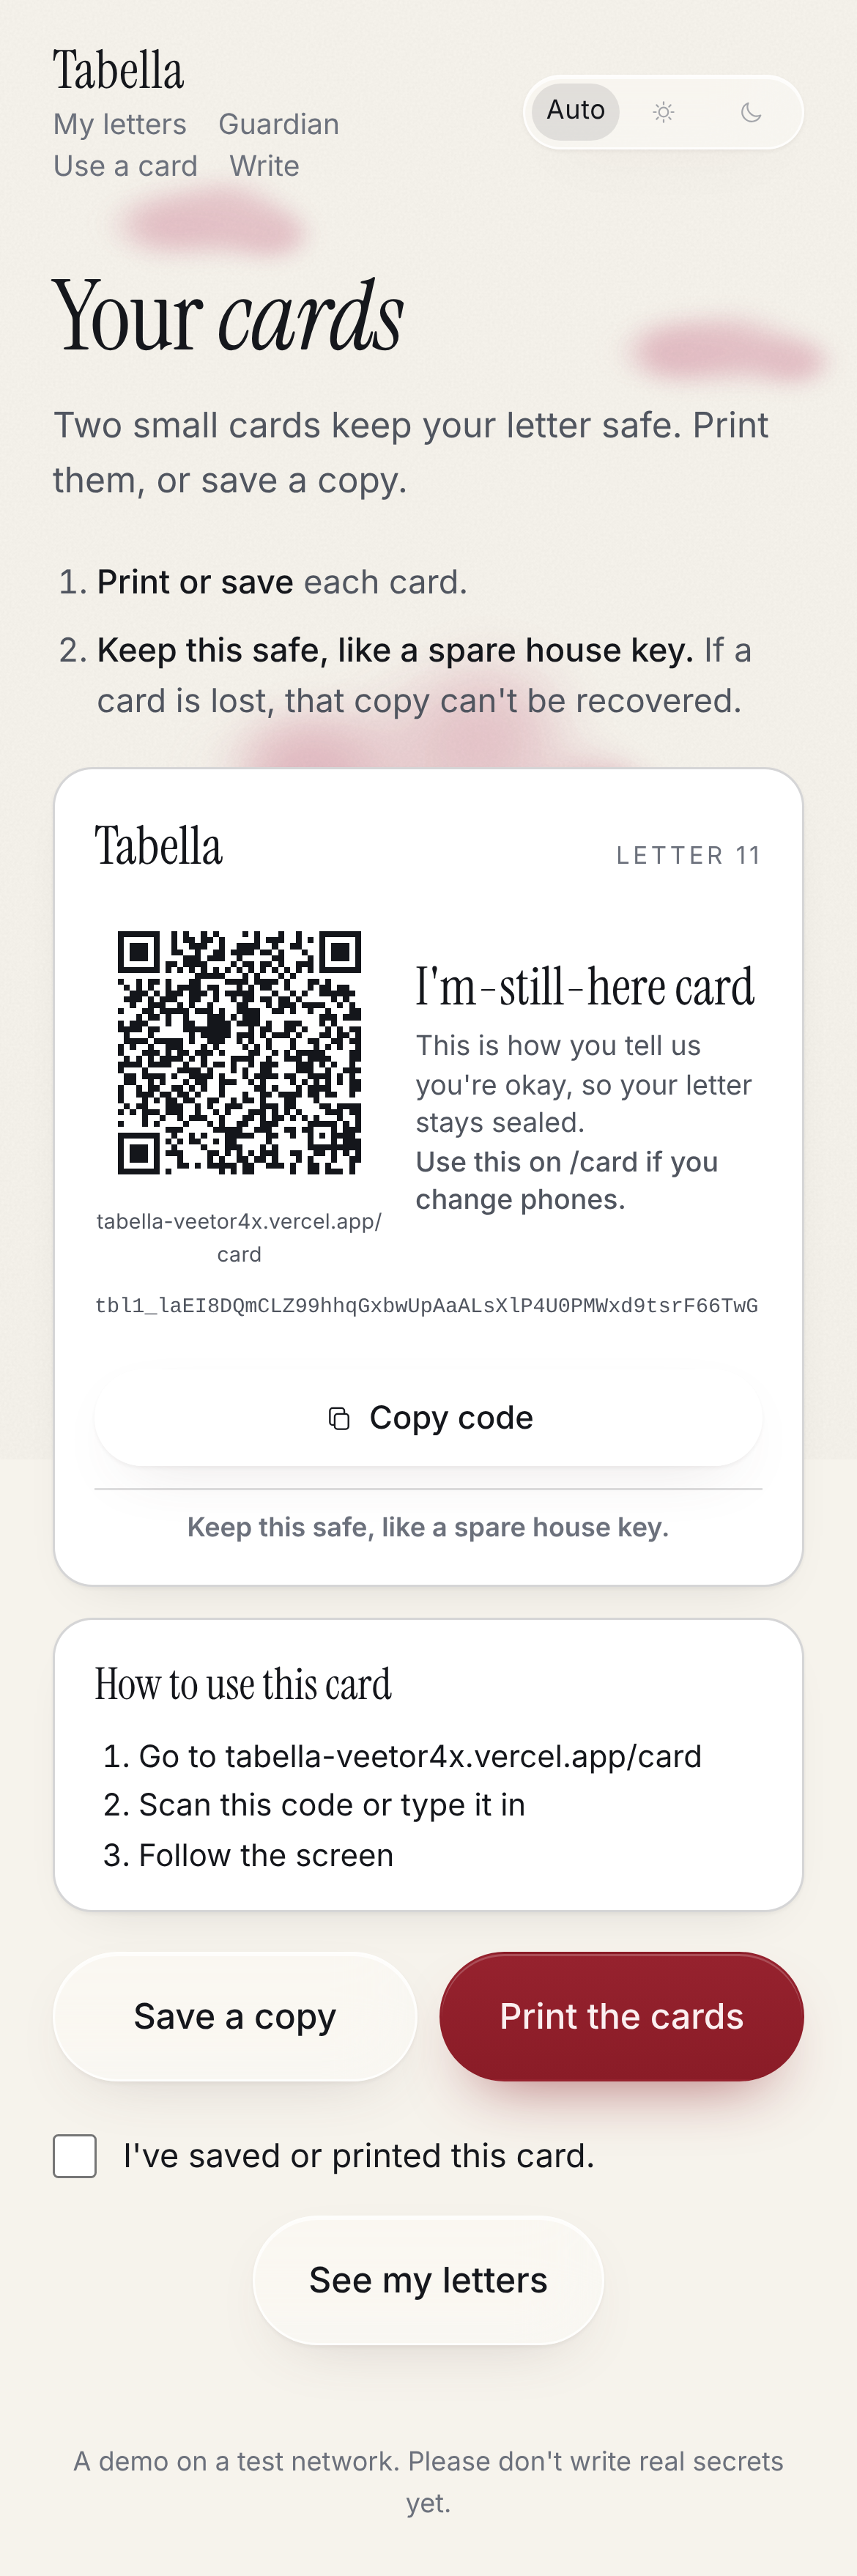 Tabella
My letters Guardian
Use a card Write
Auto
Your cards
Two small cards keep your letter safe. Print
them, or save a copy.
1. Print or save each card.
2. Keep this safe, like a spare house key. If a
card is lost, that copy can't be recovered.
Tabella
LETTER 11
I'm-still-here card
This is how you tell us
you're okay, so your letter
stays sealed.
Use this on /card if you
change phones.
tabella-veetor4x.vercel.app/
card
tbl1_laEI8DQmCLZ99hhqGxbwUpAaALsXlP4U0PMWxd9tsrF66TwG
Copy code
Keep this safe, like a spare house key.
How to use this card
1. Go to tabella-veetor4x.vercel.app/card
2. Scan this code or type it in
3. Follow the screen
Save a copy
Print the cards
I've saved or printed this card.
See my letters
A demo on a test network. Please don't write real secrets
yet.